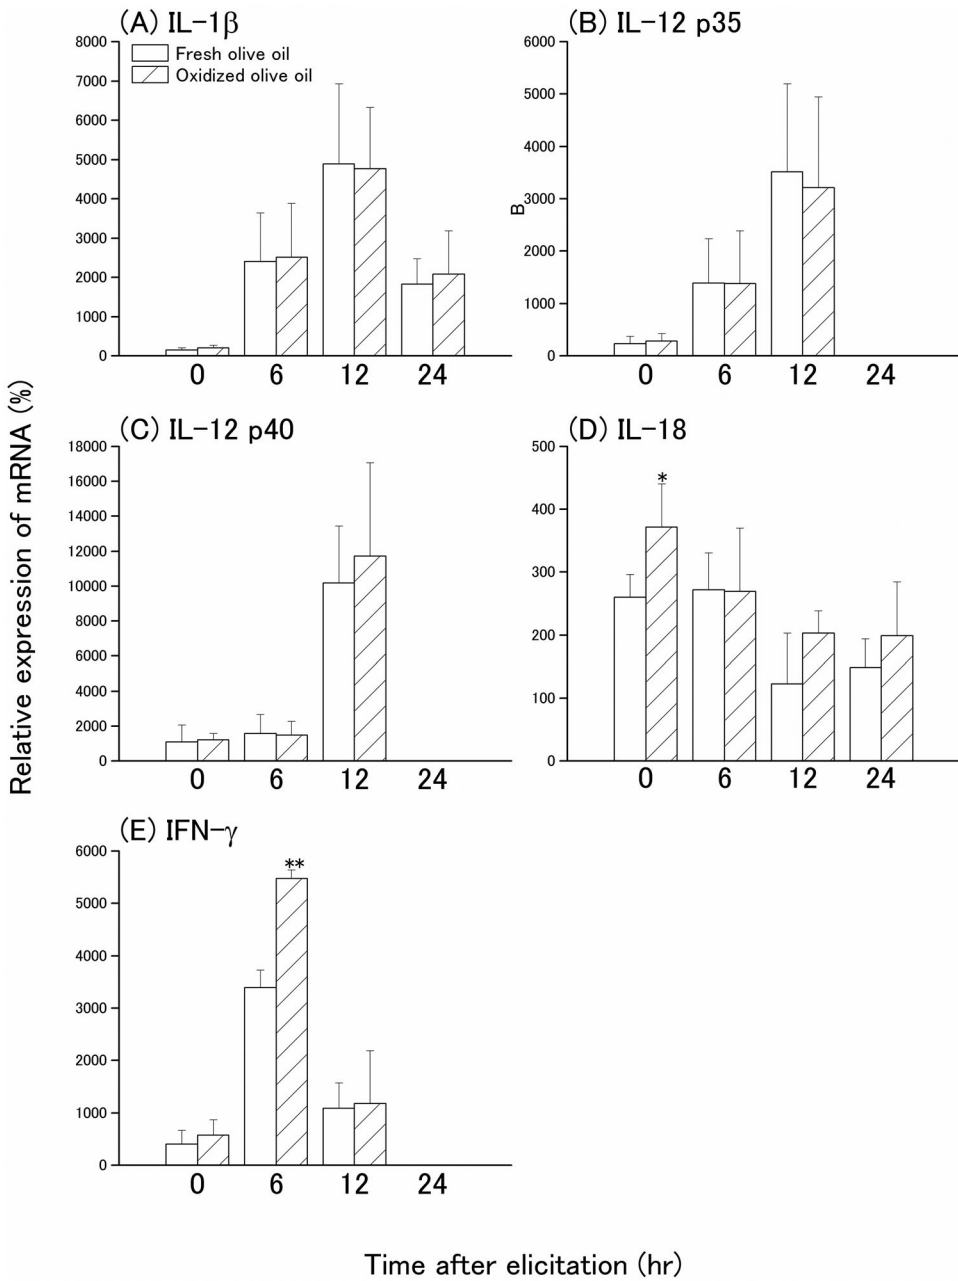 (A) IL-1β
8000
7000
6000
5000
4000
3000
2000
1000
0
Fresh olive oil
Oxidized olive oil
0 6 12 24
(B) IL-12 p35
6000
5000
4000
3000
2000
1000
0
B
0 6 12 24
(C) IL-12 p40
18000
16000
14000
12000
10000
8000
6000
4000
2000
0
0 6 12 24
(D) IL-18
500
400
300
200
100
0
*
0 6 12 24
(E) IFN-γ
6000
5000
4000
3000
2000
1000
0
**
0 6 12 24
Relative expression of mRNA (%)
Time after elicitation (hr)